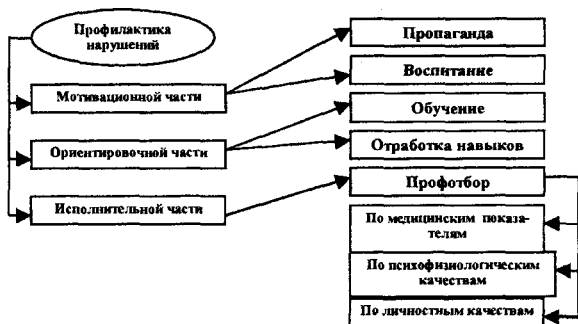 Профилактика
нарушений
Мотивационной части
Ориентировочной части
Исполнительной части
Пропаганда
Воспитание
Обучение
Отработка навыков
Профотбор
По медицинским показа-
телям
По психофизиологическим
качествам
По личностным качествам